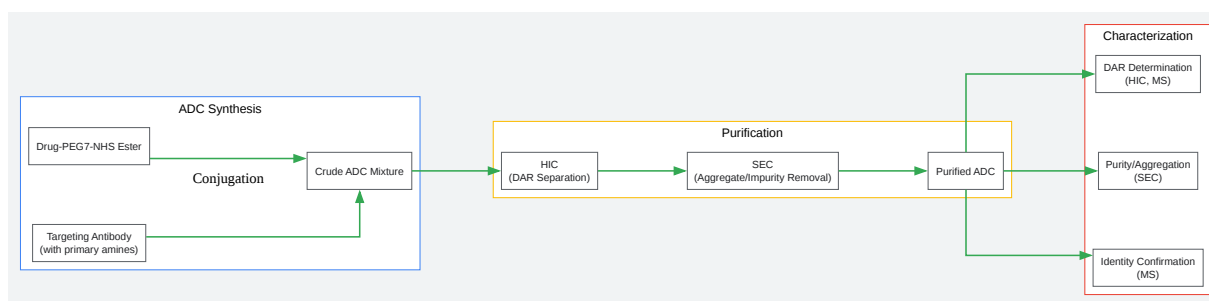 ADC Synthesis
Drug-PEG7-NHS Ester
Conjugation
Crude ADC Mixture
Targeting Antibody
(with primary amines)
Purification
HIC
(DAR Separation)
SEC
(Aggregate/Impurity Removal)
Purified ADC
Characterization
DAR Determination
(HIC, MS)
Purity/Aggregation
(SEC)
Identity Confirmation
(MS)